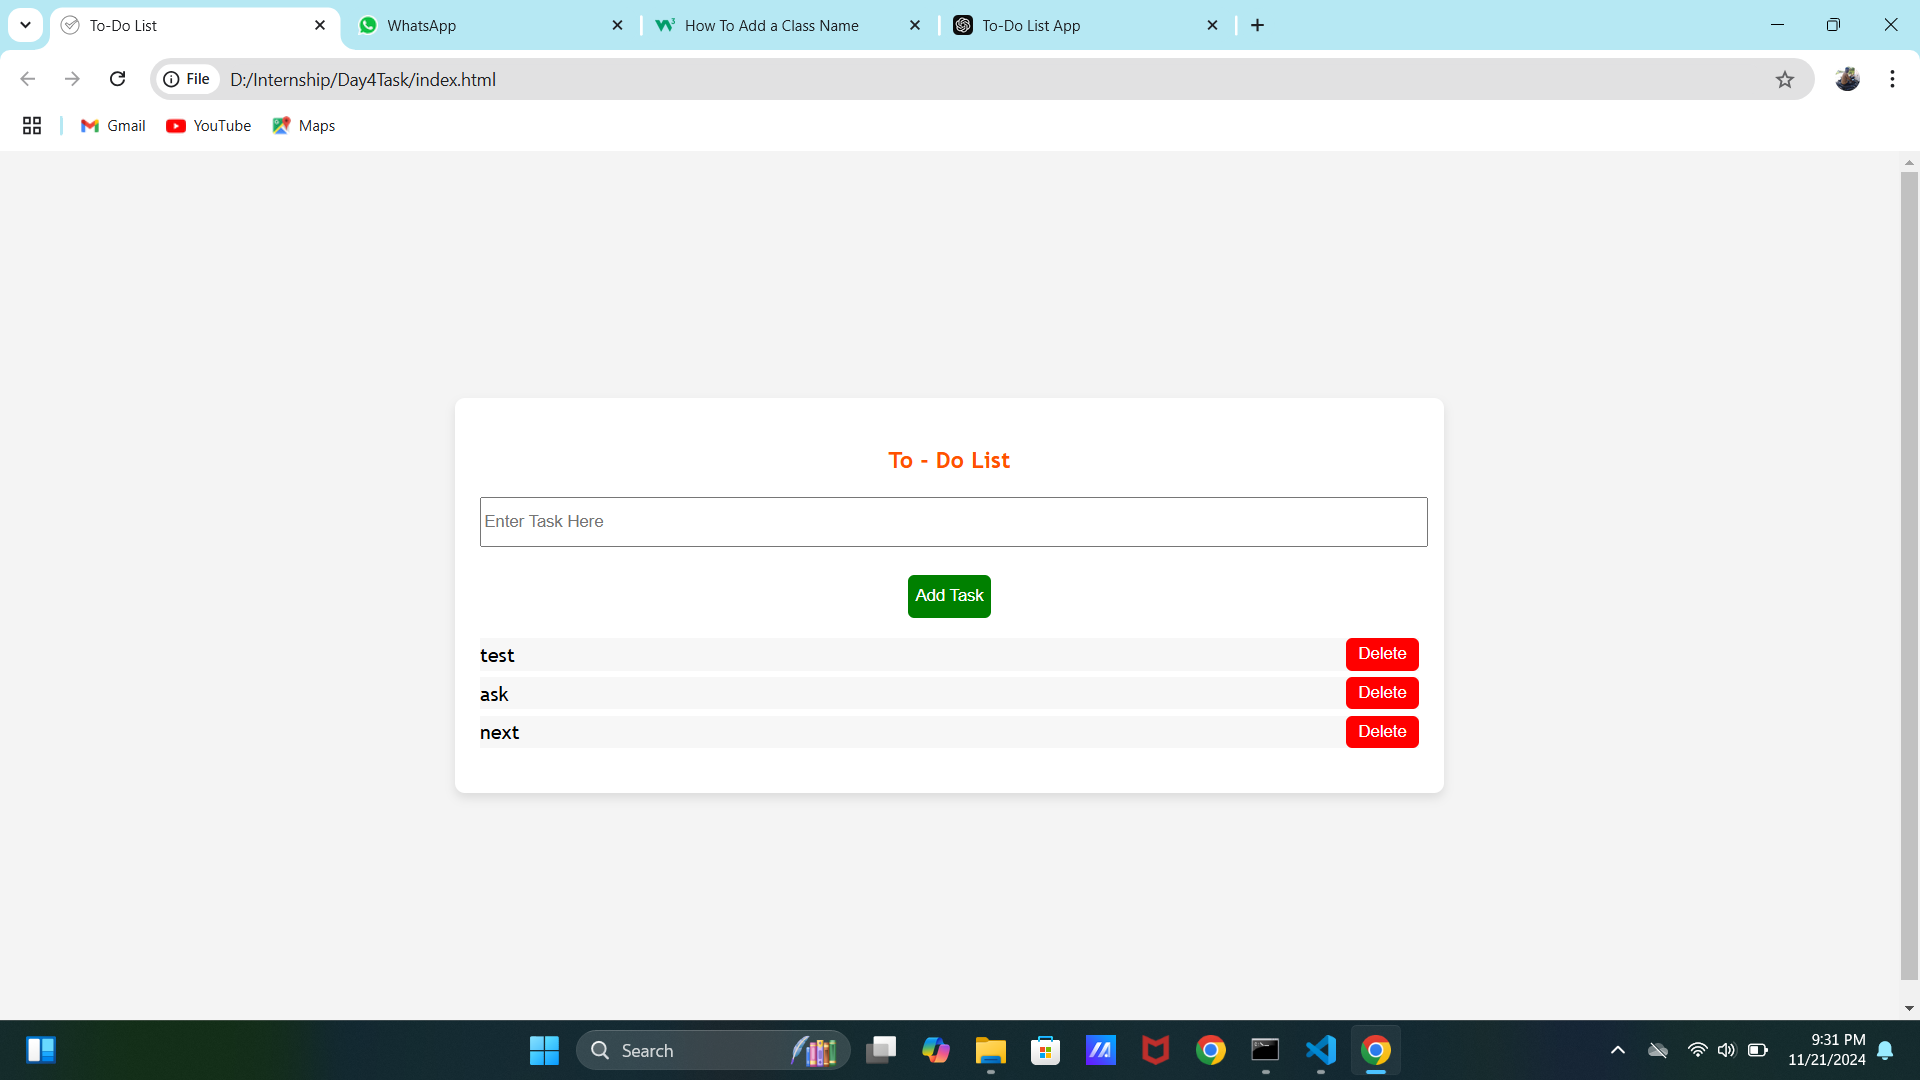 To-Do List
WhatsApp
How To Add a Class Name
To-Do List App
File
D:/Internship/Day4Task/index.html
Gmail
YouTube
Maps
To - Do List
Enter Task Here
Add Task
test
Delete
ask
Delete
next
Delete
Search
9:31 PM
11/21/2024